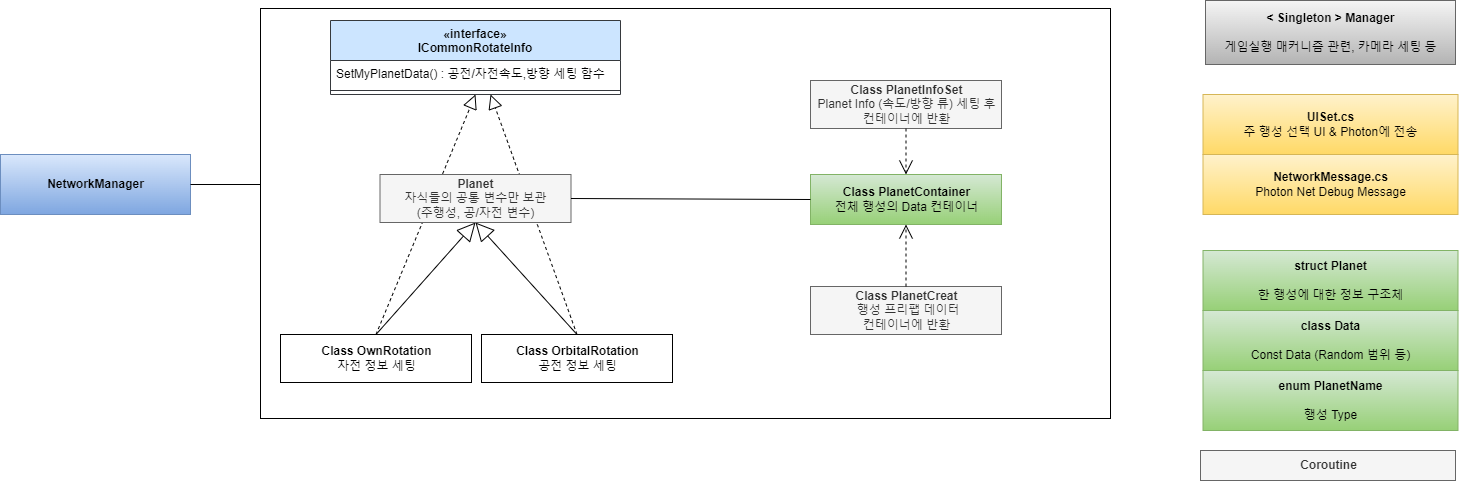 «interface»
ICommonRotateInfo
SetMyPlanetData() : 공전/자전속도,방향 세팅 함수
NetworkManager
Planet
자식들의 공통 변수만 보관
(주행성, 공/자전 변수)
Class OwnRotation
자전 정보 세팅
Class OrbitalRotation
공전 정보 세팅
Class PlanetInfoSet
Planet Info (속도/방향 류) 세팅 후
컨테이너에 반환
Class PlanetContainer
전체 행성의 Data 컨테이너
Class PlanetCreat
행성 프리팹 데이터
컨테이너에 반환
< Singleton > Manager
게임실행 매커니즘 관련, 카메라 세팅 등
UISet.cs
주 행성 선택 UI & Photon에 전송
NetworkMessage.cs
Photon Net Debug Message
struct Planet
한 행성에 대한 정보 구조체
class Data
Const Data (Random 범위 등)
enum PlanetName
행성 Type
Coroutine